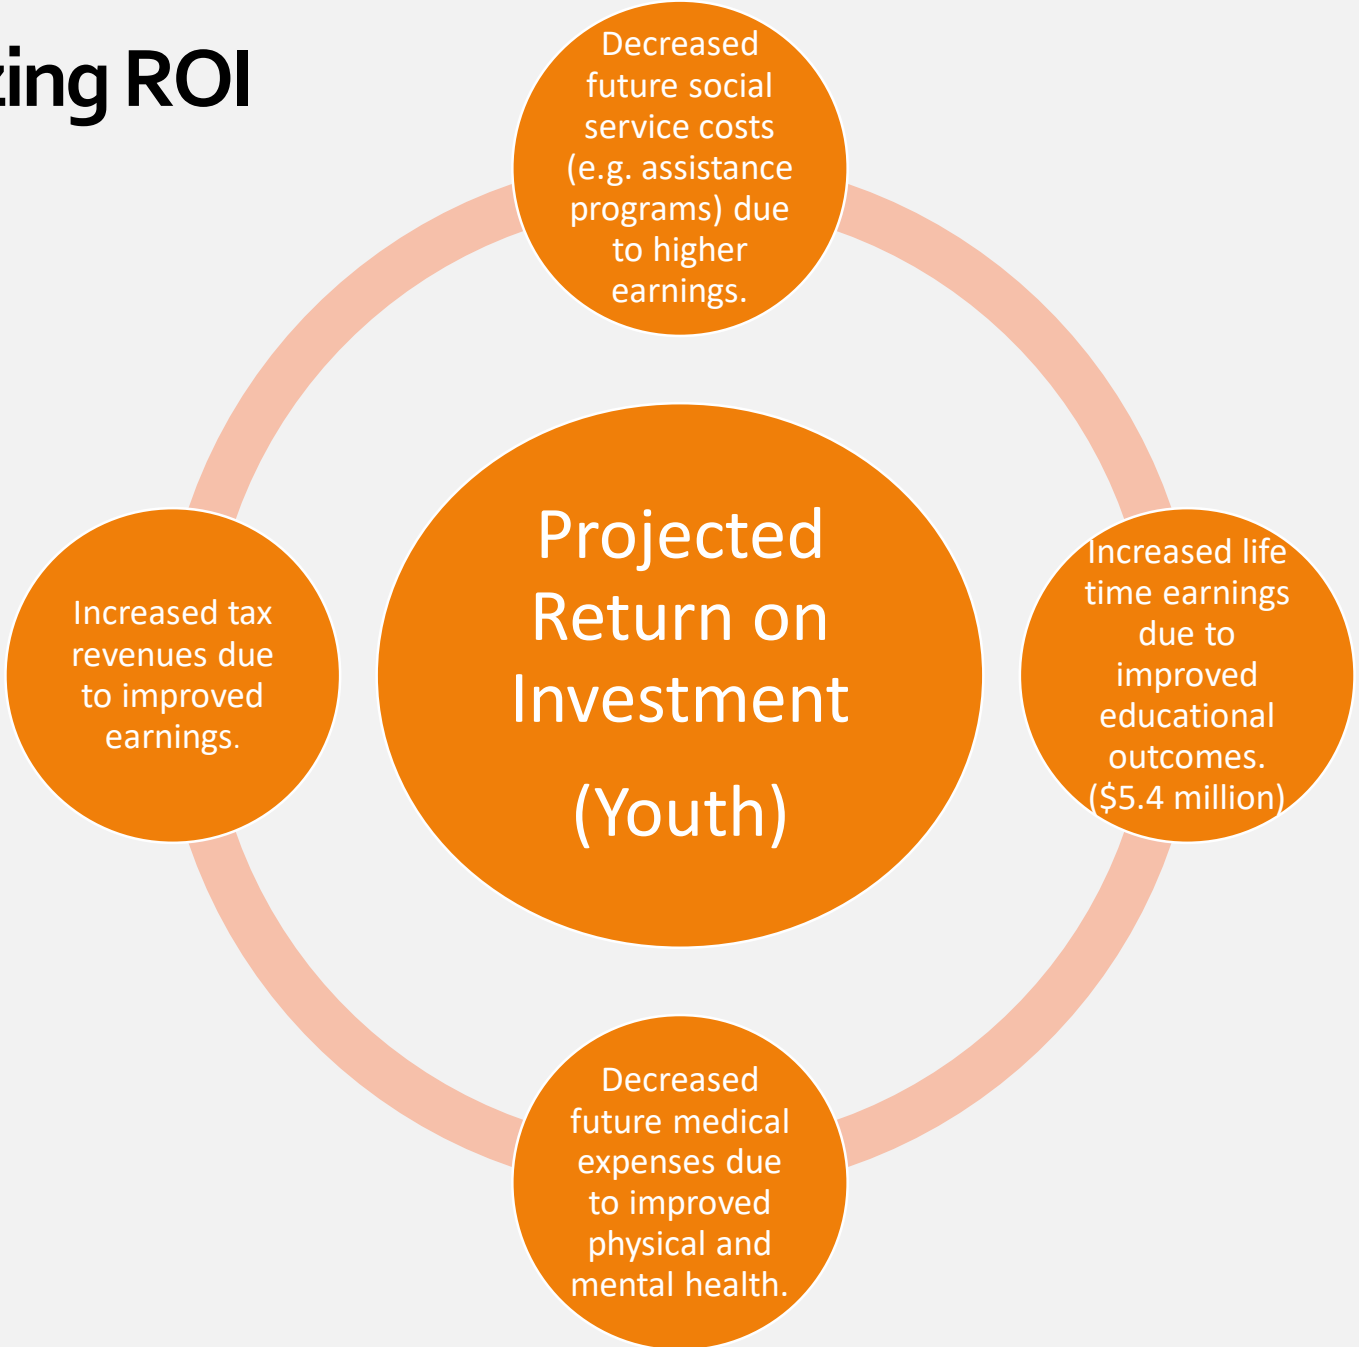 zing ROI
Decreased
future social
service costs
(e.g. assistance
programs) due
to higher
earnings.
Increased life
time earnings
due to
improved
educational
outcomes.
($5.4 million)
Decreased
future medical
expenses due
to improved
physical and
mental health.
Increased tax
revenues due
to improved
earnings.
Projected
Return on
Investment
(Youth)